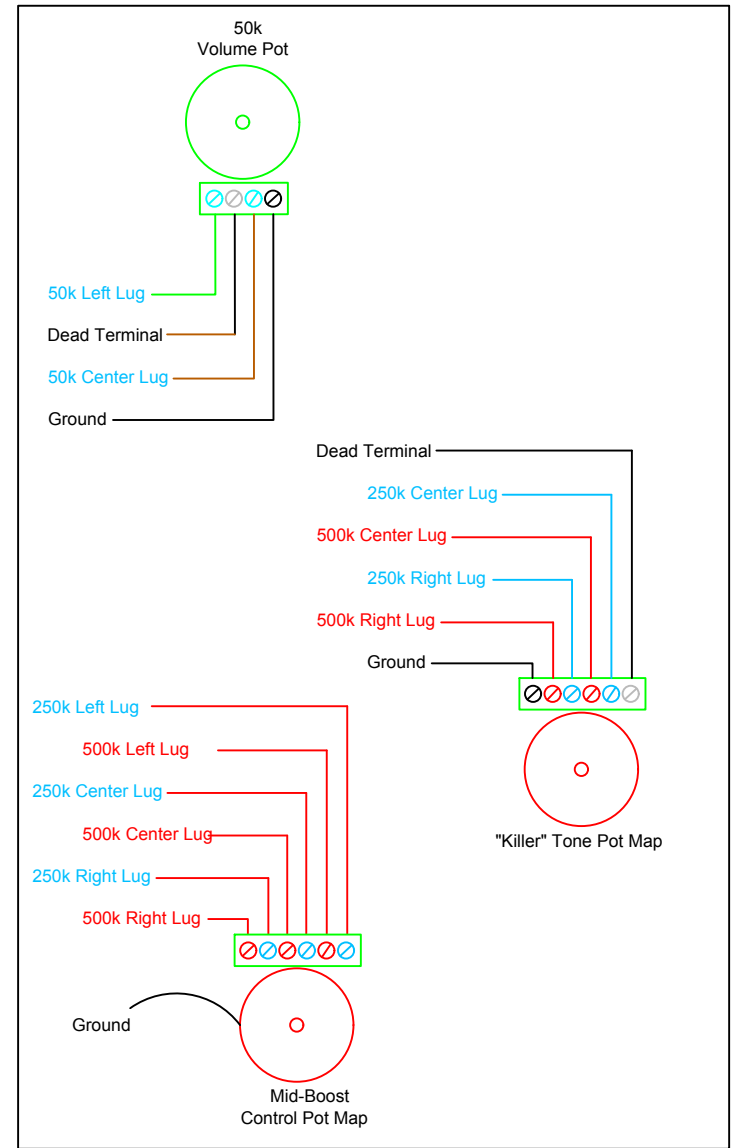 50k
Volume Pot
50k Left Lug
Dead Terminal
50k Center Lug
Ground
Dead Terminal
250k Center Lug
500k Center Lug
250k Right Lug
500k Right Lug
Ground
"Killer" Tone Pot Map
250k Left Lug
500k Left Lug
250k Center Lug
500k Center Lug
250k Right Lug
500k Right Lug
Ground
Mid-Boost
Control Pot Map